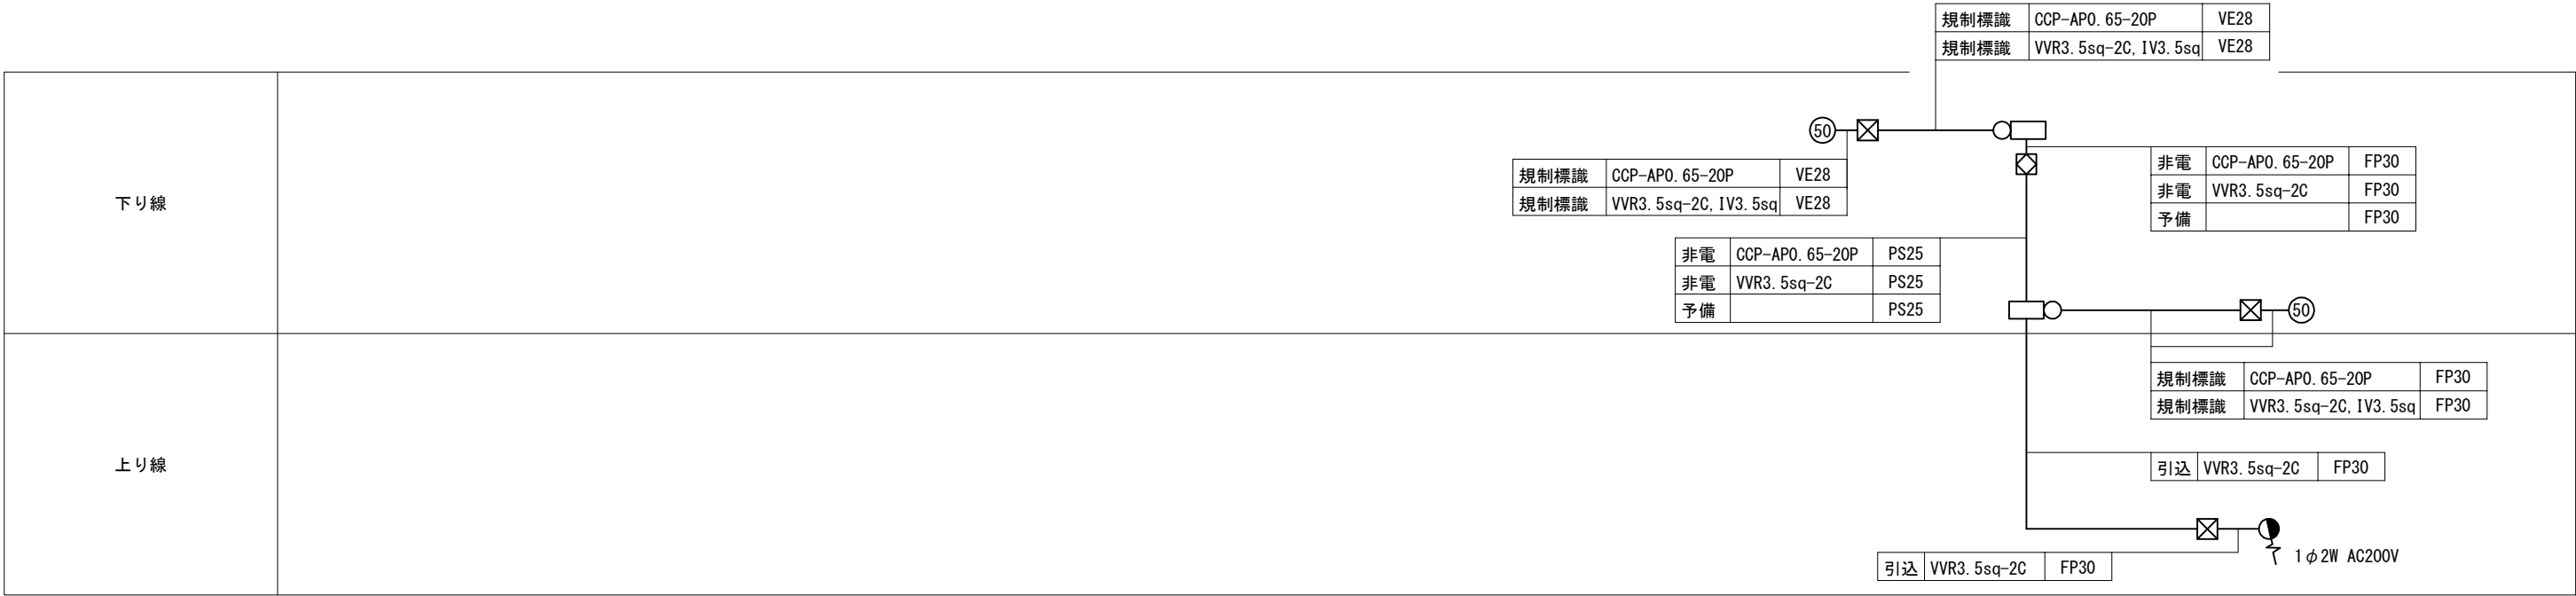 規制標識 CCP-AP0.65-20P VE28
規制標識 VVR3.5sq-2C,IV3.5sq VE28
50
非電 CCP-AP0.65-20P FP30
非電 VVR3.5sq-2C FP30
予備 FP30
規制標識 CCP-AP0.65-20P VE28
規制標識 VVR3.5sq-2C,IV3.5sq VE28
下り線
非電 CCP-AP0.65-20P PS25
非電 VVR3.5sq-2C PS25
予備 PS25
50
規制標識 CCP-AP0.65-20P FP30
規制標識 VVR3.5sq-2C,IV3.5sq FP30
上り線
引込 VVR3.5sq-2C FP30
1φ2W AC200V
引込 VVR3.5sq-2C FP30